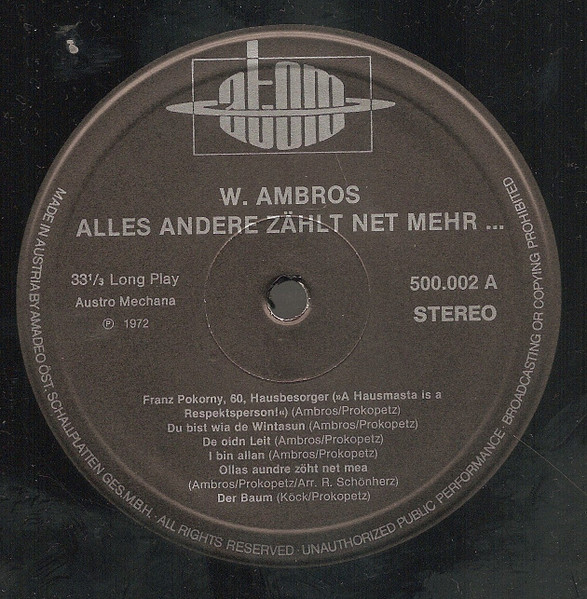 atom
W. AMBROS
ALLES ANDERE ZÄHLT NET MEHR ...
33 1/3 Long Play
Austro Mechana
℗ 1972
500.002 A
STEREO
Franz Pokorny, 60, Hausbesorger (»A Hausmasta is a
Respektsperson!«) (Ambros/Prokopetz)
Du bist wia de Wintasun (Ambros/Prokopetz)
De oidn Leit (Ambros/Prokopetz)
I bin allan (Ambros/Prokopetz)
Ollas aundre zöht net mea
(Ambros/Prokopetz/Arr. R. Schönherz)
Der Baum (Köck/Prokopetz)
MADE IN AUSTRIA BY AMADEO ÖST. SCHALLPLATTEN GES.M.B.H. · ALL RIGHTS RESERVED · UNAUTHORIZED PUBLIC PERFORMANCE · BROADCASTING OR COPYING PROHIBITED